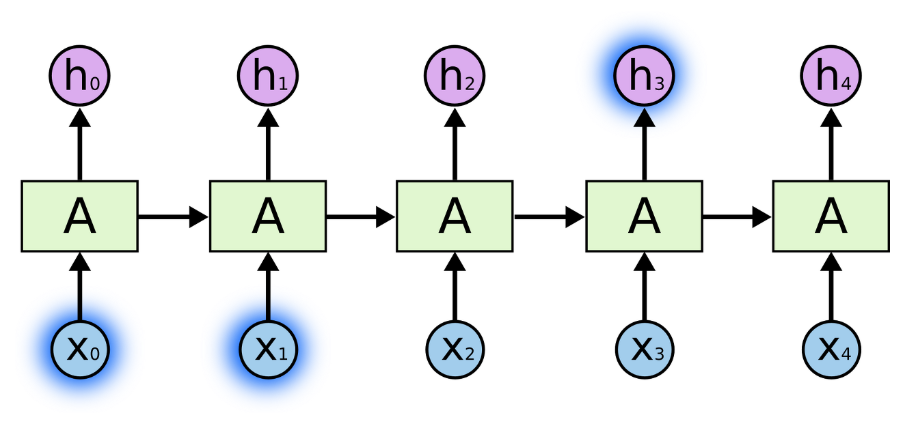 h₀ h₁ h₂ h₃ h₄
A A A A A
x₀ x₁ x₂ x₃ x₄